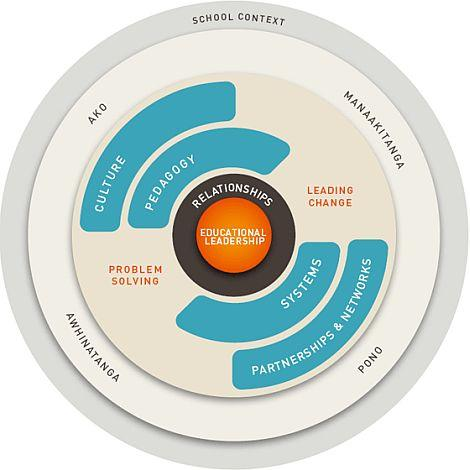 SCHOOL CONTEXT
AKO
MANAAKITANGA
CULTURE
PEDAGOGY
RELATIONSHIPS
LEADING
CHANGE
EDUCATIONAL
LEADERSHIP
PROBLEM
SOLVING
SYSTEMS
PARTNERSHIPS & NETWORKS
AWHINATANGA
PONO